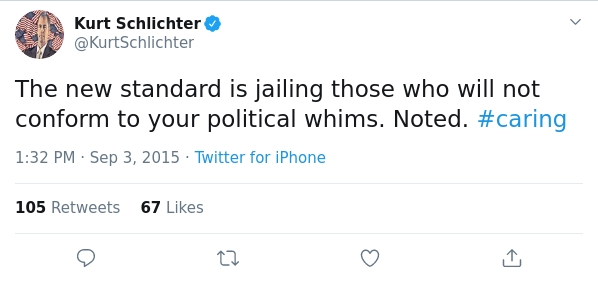 Kurt Schlichter
@KurtSchlichter
The new standard is jailing those who will not
conform to your political whims. Noted. #caring
1:32 PM · Sep 3, 2015 · Twitter for iPhone
105 Retweets 67 Likes